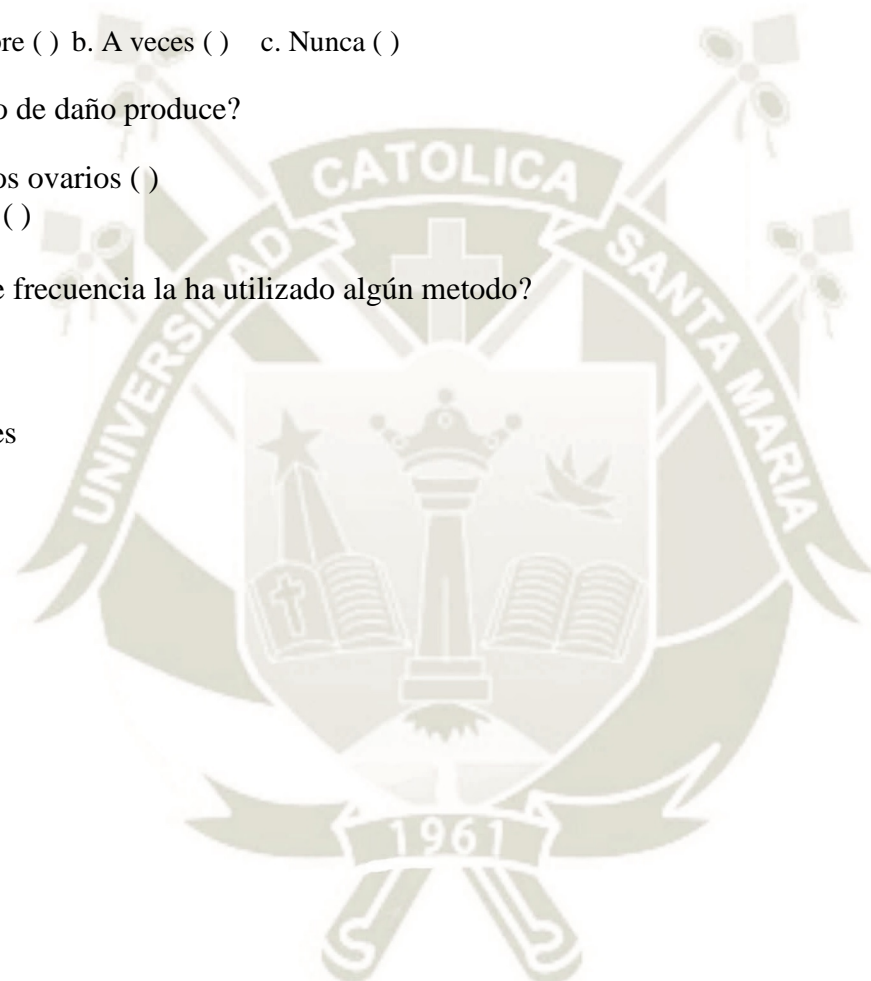 re ( ) b. A veces ( ) c. Nunca ( )
o de daño produce?
os ovarios ( )
( )
e frecuencia la ha utilizado algún metodo?
es
UNIVERSIDAD CATOLICA SANTA MARIA
1961